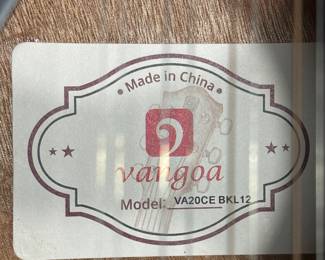 Made in China
vangoa
Model: VA20CE BKL12